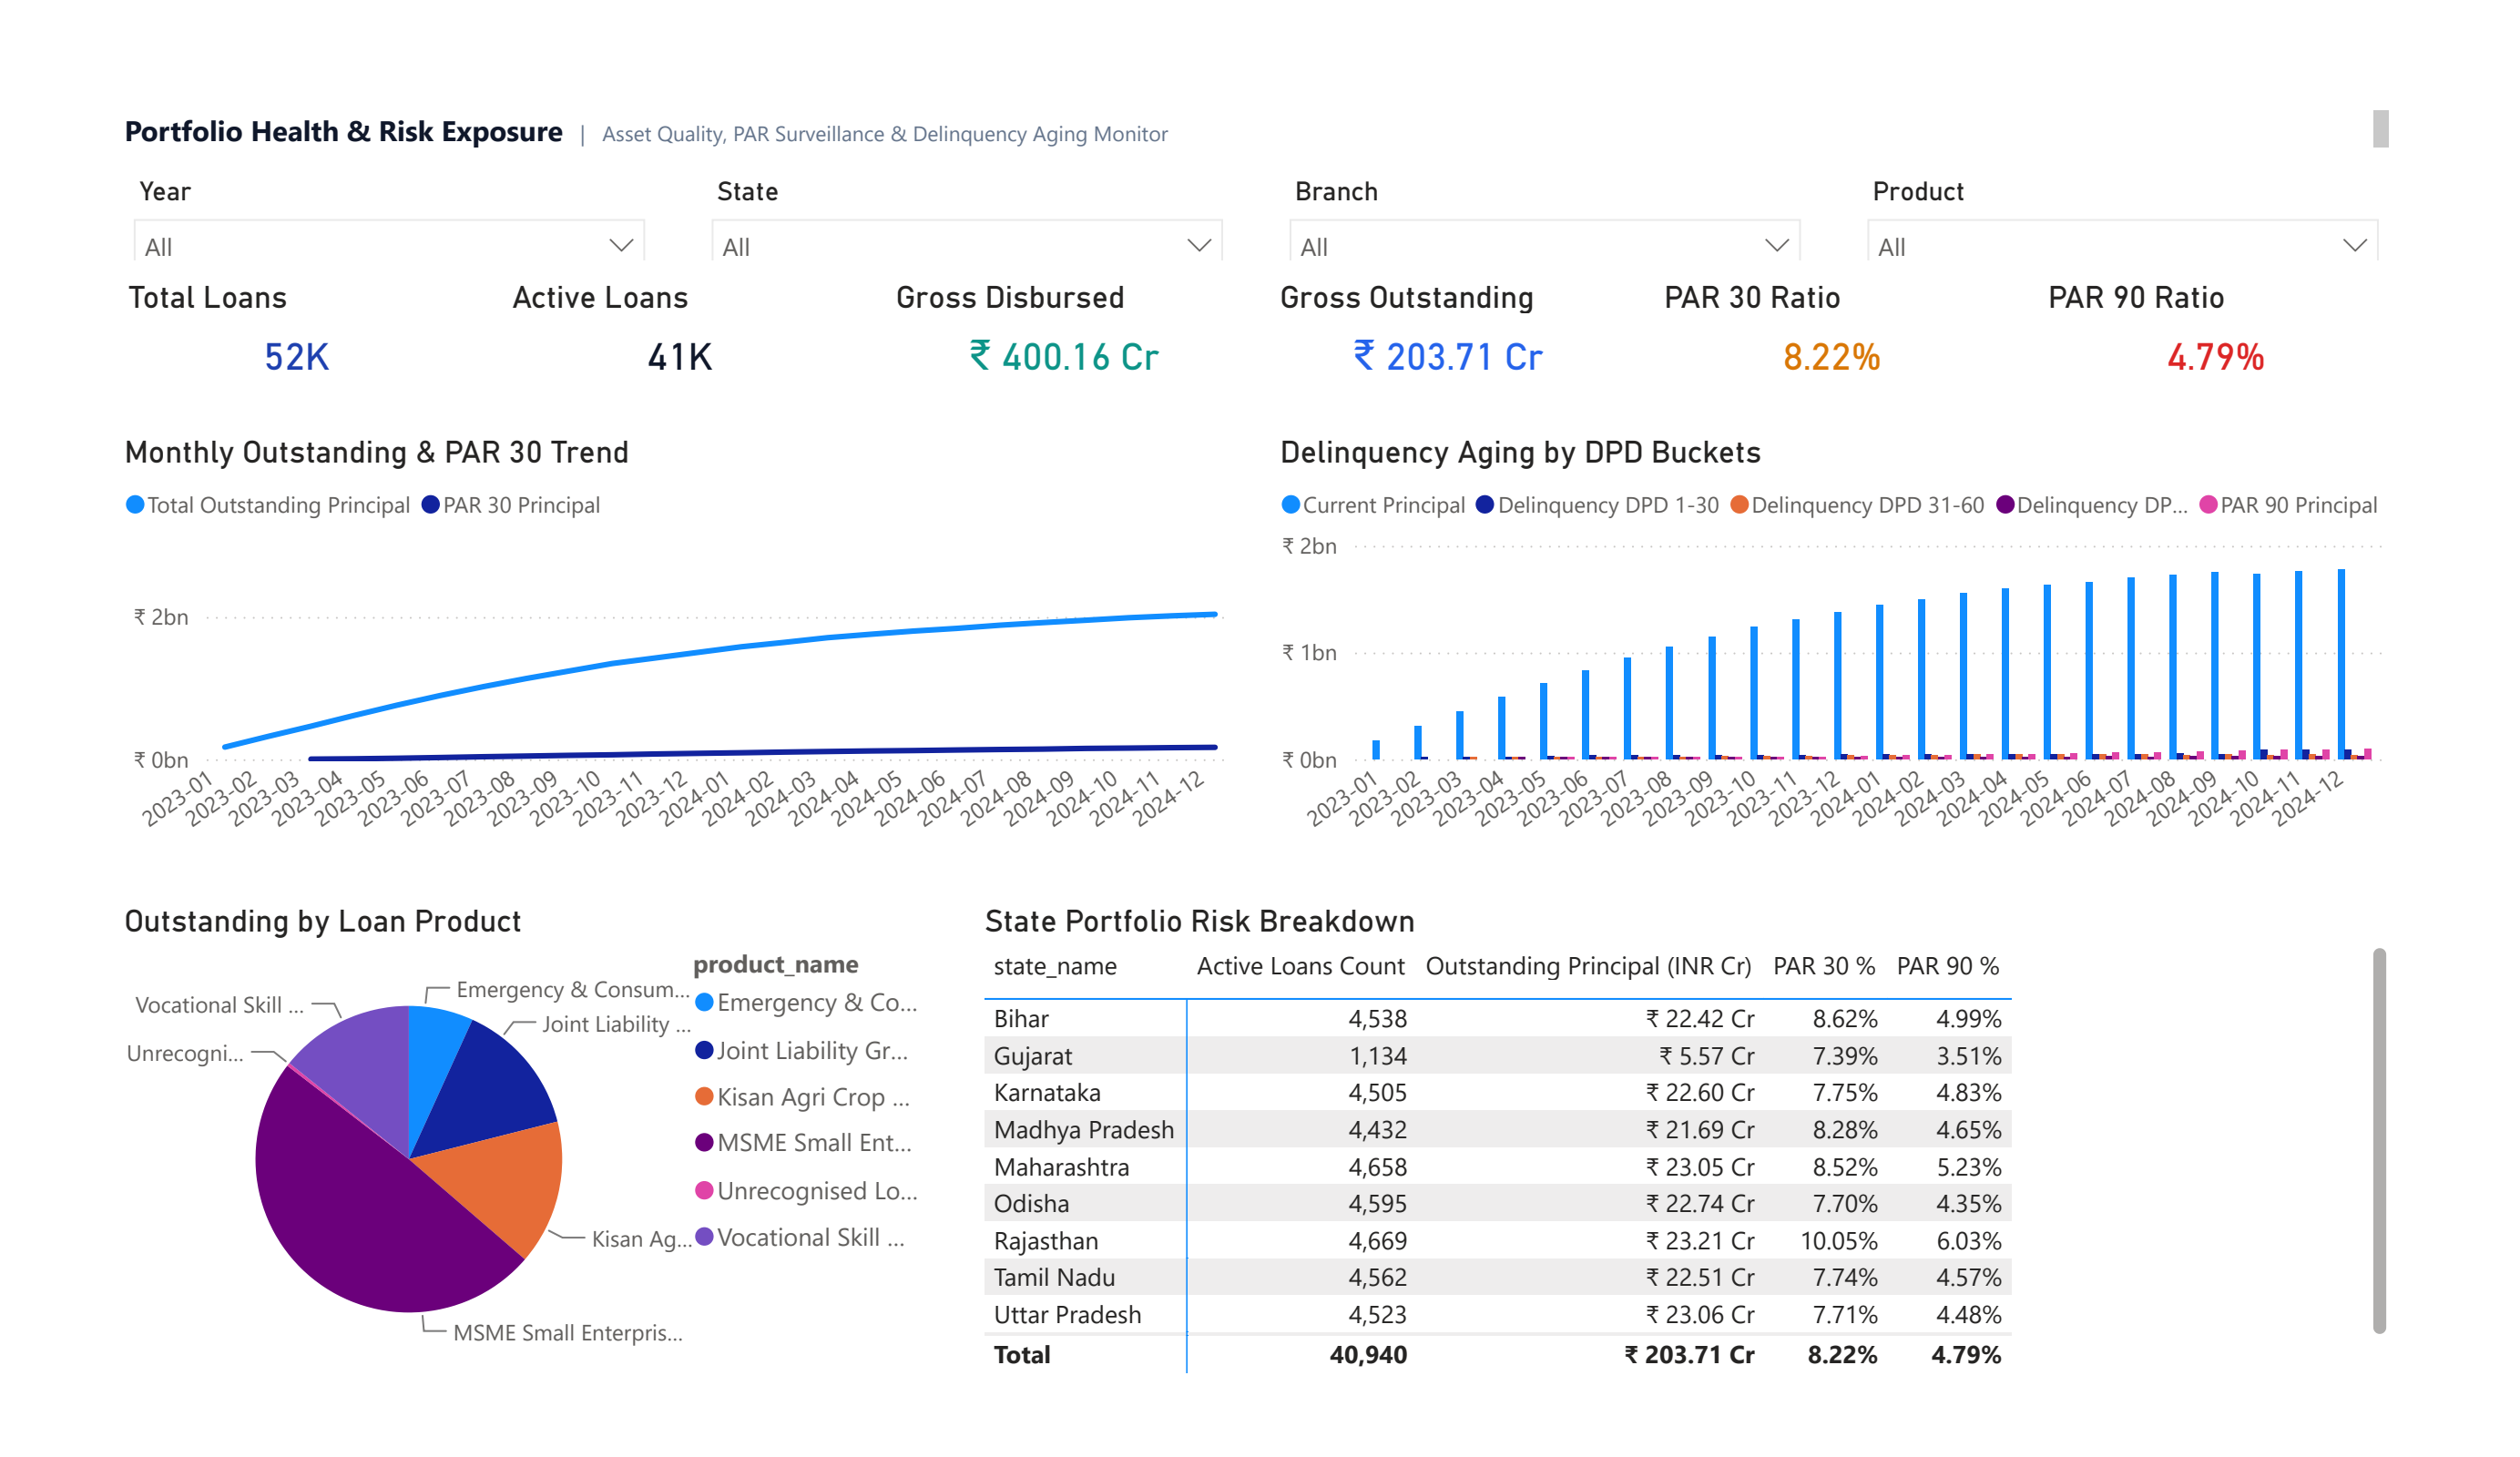 Portfolio Health & Risk Exposure | Asset Quality, PAR Surveillance & Delinquency Aging Monitor
Year State Branch Product
All All All All
Total Loans Active Loans Gross Disbursed Gross Outstanding PAR 30 Ratio PAR 90 Ratio
52K 41K ₹ 400.16 Cr ₹ 203.71 Cr 8.22% 4.79%
Monthly Outstanding & PAR 30 Trend
Total Outstanding Principal PAR 30 Principal
₹ 2bn
₹ 0bn
2023-01 2023-02 2023-03 2023-04 2023-05 2023-06 2023-07 2023-08 2023-09 2023-10 2023-11 2023-12 2024-01 2024-02 2024-03 2024-04 2024-05 2024-06 2024-07 2024-08 2024-09 2024-10 2024-11 2024-12
Delinquency Aging by DPD Buckets
Current Principal Delinquency DPD 1-30 Delinquency DPD 31-60 Delinquency DP... PAR 90 Principal
₹ 2bn
₹ 1bn
₹ 0bn
2023-01 2023-02 2023-03 2023-04 2023-05 2023-06 2023-07 2023-08 2023-09 2023-10 2023-11 2023-12 2024-01 2024-02 2024-03 2024-04 2024-05 2024-06 2024-07 2024-08 2024-09 2024-10 2024-11 2024-12
Outstanding by Loan Product
Vocational Skill ...
Unrecogni...
Emergency & Consum...
Joint Liability ...
Kisan Ag...
MSME Small Enterpris...
product_name
Emergency & Co...
Joint Liability Gr...
Kisan Agri Crop ...
MSME Small Ent...
Unrecognised Lo...
Vocational Skill ...
State Portfolio Risk Breakdown
state_name Active Loans Count Outstanding Principal (INR Cr) PAR 30 % PAR 90 %
Bihar 4,538 ₹ 22.42 Cr 8.62% 4.99%
Gujarat 1,134 ₹ 5.57 Cr 7.39% 3.51%
Karnataka 4,505 ₹ 22.60 Cr 7.75% 4.83%
Madhya Pradesh 4,432 ₹ 21.69 Cr 8.28% 4.65%
Maharashtra 4,658 ₹ 23.05 Cr 8.52% 5.23%
Odisha 4,595 ₹ 22.74 Cr 7.70% 4.35%
Rajasthan 4,669 ₹ 23.21 Cr 10.05% 6.03%
Tamil Nadu 4,562 ₹ 22.51 Cr 7.74% 4.57%
Uttar Pradesh 4,523 ₹ 23.06 Cr 7.71% 4.48%
Total 40,940 ₹ 203.71 Cr 8.22% 4.79%